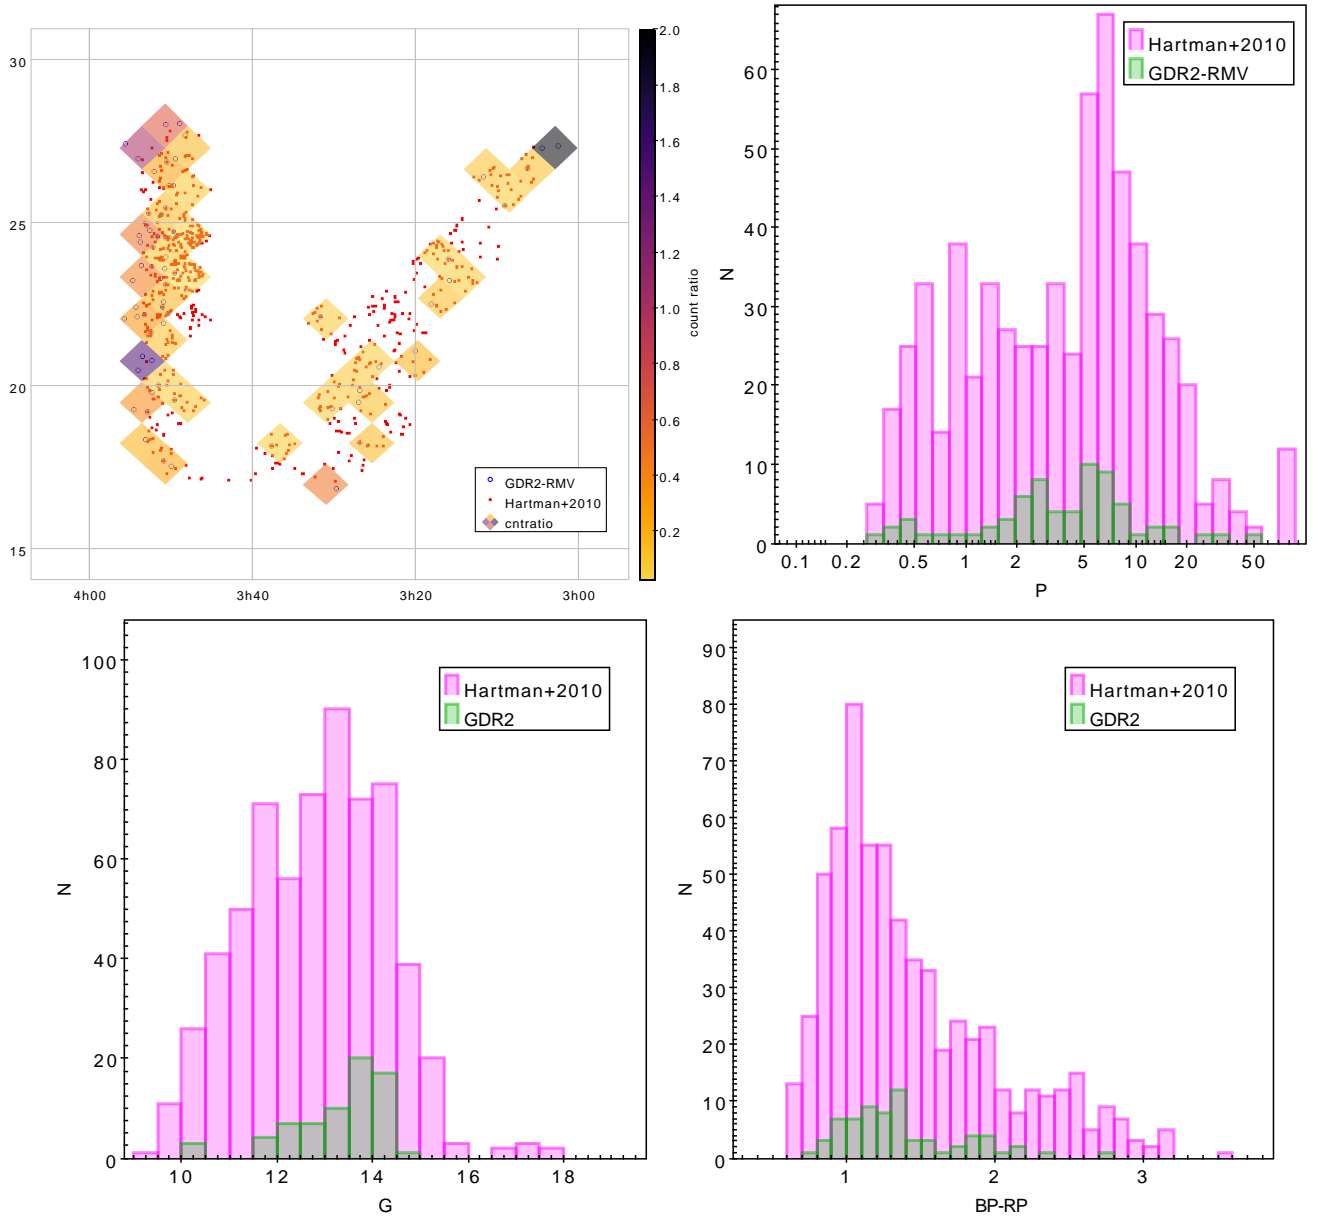 30
25
20
15
4h00
3h40
3h20
3h00
GDR2-RMV
Hartman+2010
cntratio
2.0
1.8
1.6
1.4
1.2
1.0
0.8
0.6
0.4
0.2
count ratio
Hartman+2010
GDR2-RMV
60
50
40
30
20
10
0
N
0.1 0.2 0.5 1 2 5 10 20 50
P
Hartman+2010
GDR2
100
80
60
40
20
0
N
10 12 14 16 18
G
Hartman+2010
GDR2
90
80
70
60
50
40
30
20
10
0
N
1 2 3
BP-RP